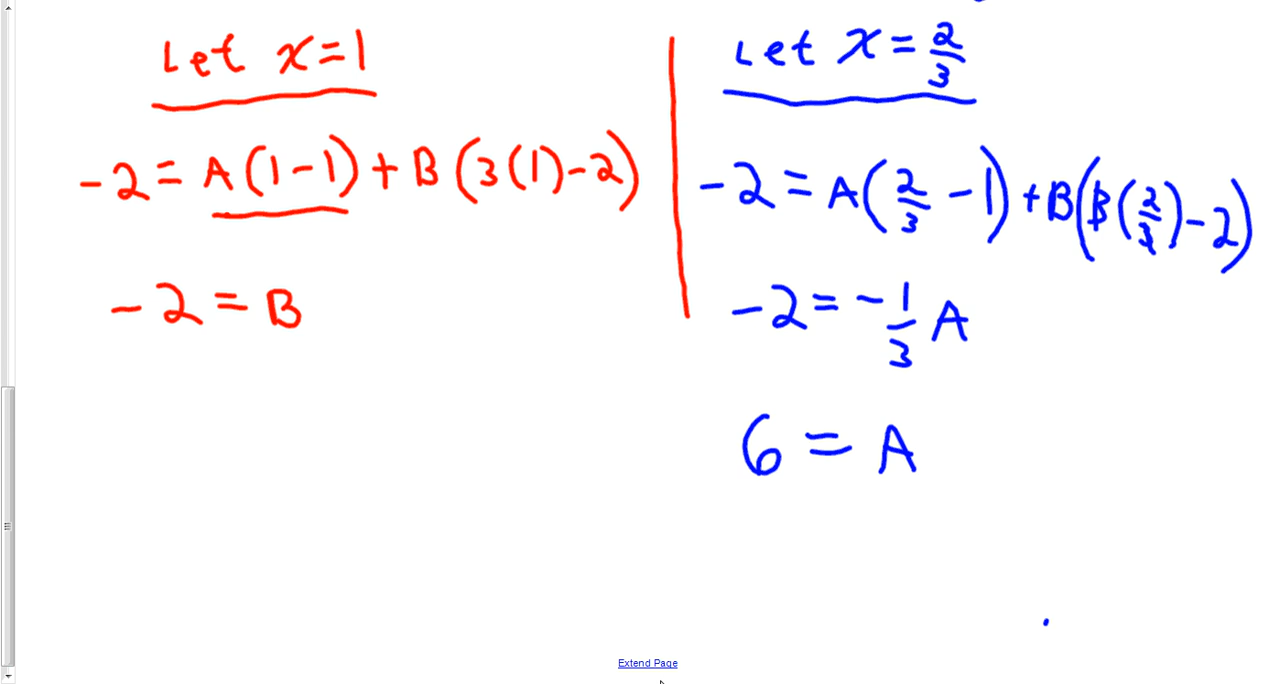 Let x=1
-2 = A(1-1) + B(3(1)-2)
-2 = B
Let x = 2/3
-2 = A(2/3 - 1) + B(3(2/3) - 2)
-2 = -1/3 A
6 = A
Extend Page